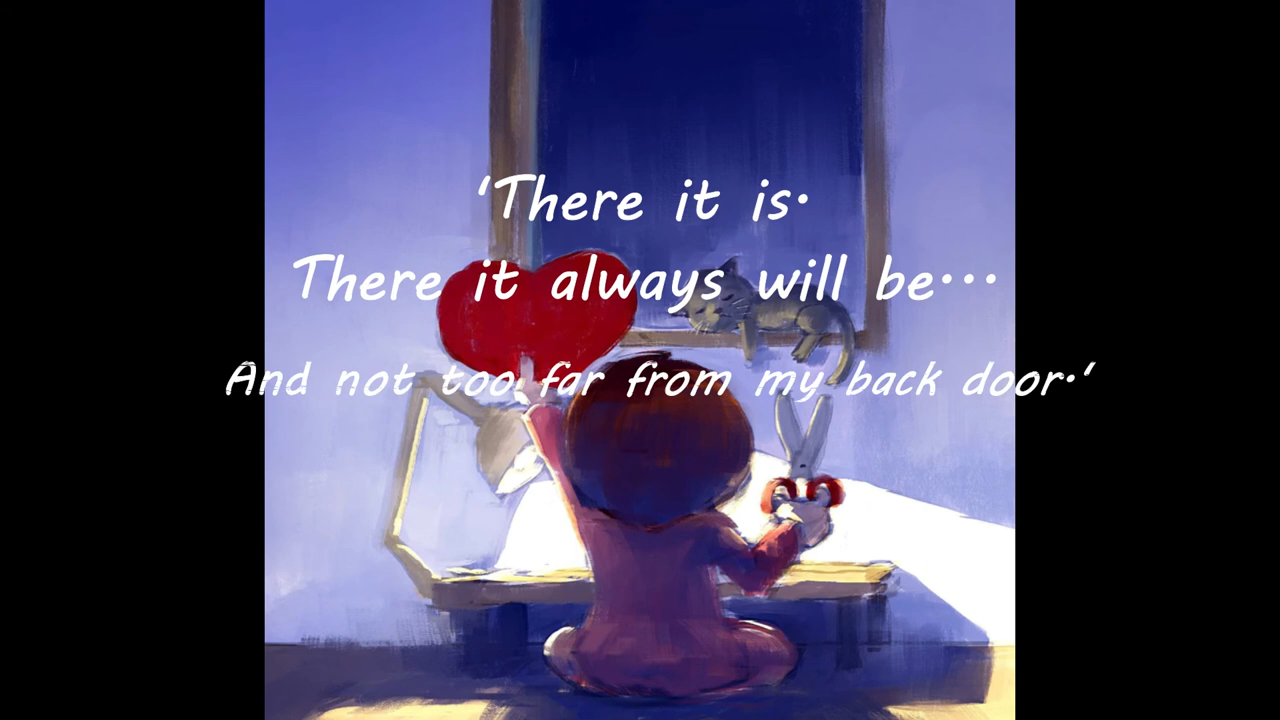 ‘There it is.
There it always will be...
And not too far from my back door.‘